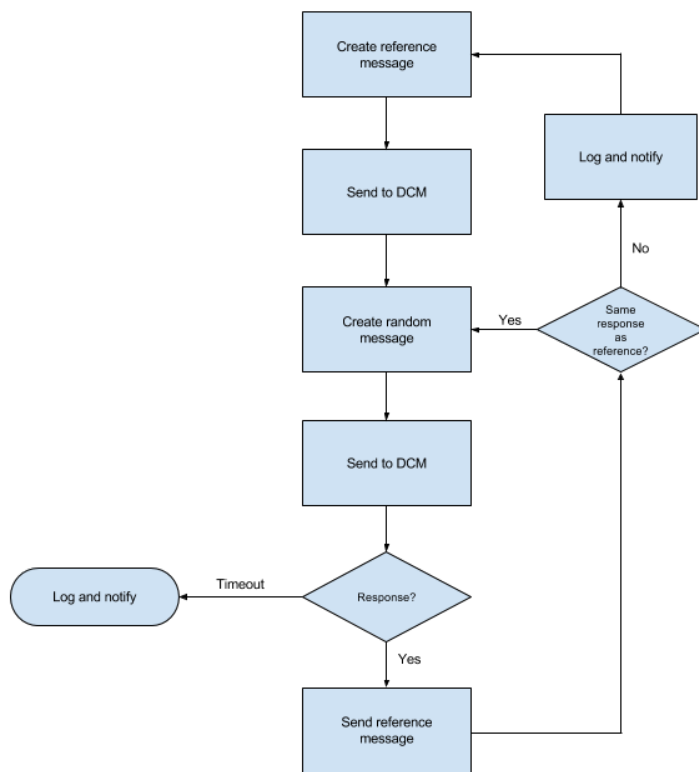 Create reference
message
Log and notify
Send to DCM
No
Same
response
as
reference?
Yes
Create random
message
Send to DCM
Timeout
Log and notify
Response?
Yes
Send reference
message